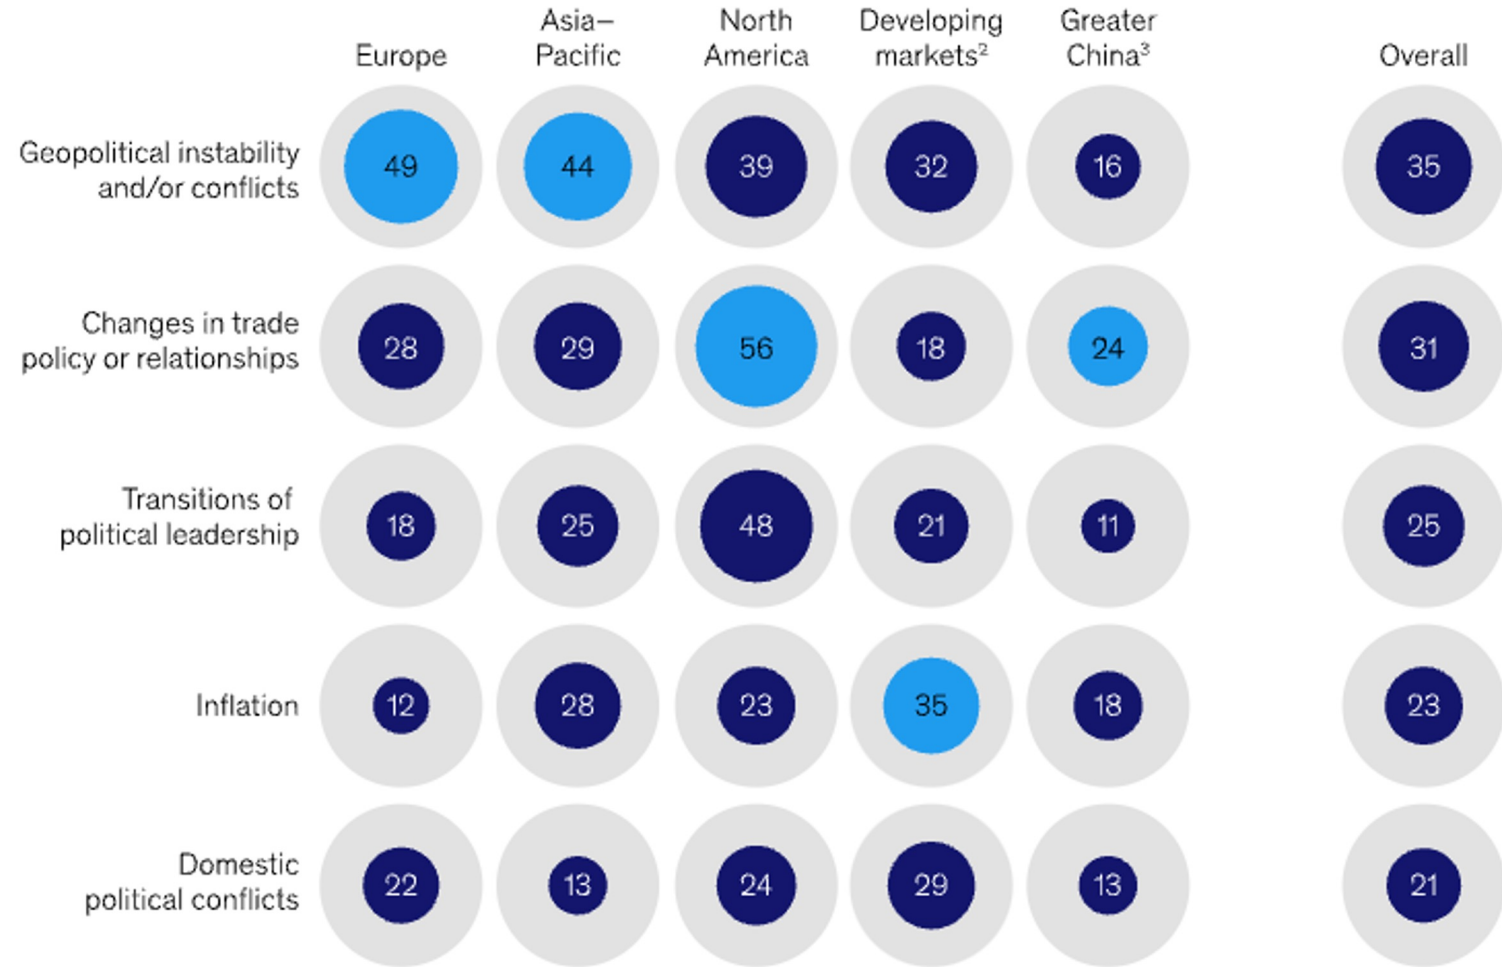 Europe
Asia–
Pacific
North
America
Developing
markets²
Greater
China³
Overall
Geopolitical instability
and/or conflicts
49 44 39 32 16 35
Changes in trade
policy or relationships
28 29 56 18 24 31
Transitions of
political leadership
18 25 48 21 11 25
Inflation
12 28 23 35 18 23
Domestic
political conflicts
22 13 24 29 13 21